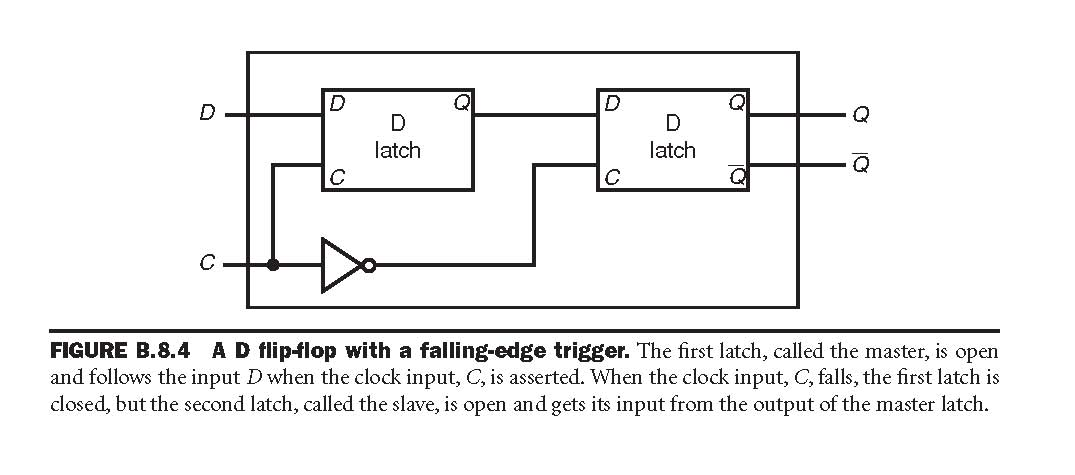 D D Q D Q Q
D D
latch latch Q̅
C C Q̅
C
FIGURE B.8.4 A D flip-flop with a falling-edge trigger. The first latch, called the master, is open
and follows the input D when the clock input, C, is asserted. When the clock input, C, falls, the first latch is
closed, but the second latch, called the slave, is open and gets its input from the output of the master latch.